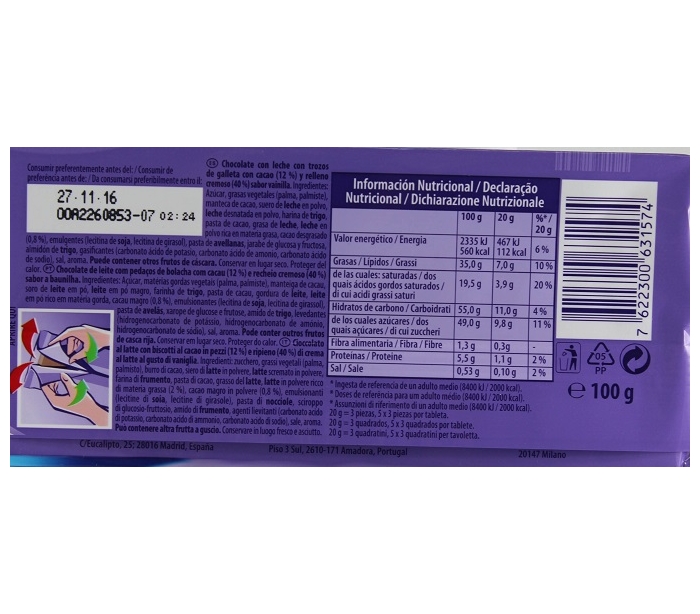 Consumir preferentemente antes del: / Consumir de
preferência antes de: / Da consumarsi preferibilmente entro il:
27·11·16
OOA2260853-07 02:24
ES Chocolate con leche con trozos
de galleta con cacao (12 %) y relleno
cremoso (40 %) sabor vainilla. Ingredientes:
Azúcar, grasas vegetales (palma, palmiste),
manteca de cacao, suero de leche en polvo,
leche desnatada en polvo, harina de trigo,
pasta de cacao, grasa de leche, leche en
polvo rica en materia grasa, cacao desgrasado
(0,8 %), emulgentes (lecitina de soja, lecitina de girasol), pasta de avellanas, jarabe de glucosa y fructosa,
almidón de trigo, gasificantes (carbonato ácido de potasio, carbonato ácido de amonio, carbonato ácido
de sodio), sal, aroma. Puede contener otros frutos de cáscara. Conservar en lugar seco. Proteger del
calor. PT Chocolate de leite com pedaços de bolacha com cacau (12 %) e recheio cremoso (40 %)
sabor a baunilha. Ingredientes: Açúcar, matérias gordas vegetais (palma, palmiste), manteiga de cacau,
soro de leite em pó, leite em pó magro, farinha de trigo, pasta de cacau, gordura de leite, leite
em pó rico em matéria gorda, cacau magro (0,8 %), emulsionantes (lecitina de soja, lecitina de girassol),
pasta de avelãs, xarope de glucose e frutose, amido de trigo, levedantes
(hidrogenocarbonato de potássio, hidrogenocarbonato de amónio,
hidrogenocarbonato de sódio), sal, aroma. Pode conter outros frutos
de casca rija. Conservar em lugar seco. Proteger do calor. IT Cioccolato
al latte con biscotti al cacao in pezzi (12 %) e ripieno (40 %) di crema
al latte al gusto di vaniglia. Ingredienti: zucchero, grassi vegetali (palma,
palmisto), burro di cacao, siero di latte in polvere, latte scremato in polvere,
farina di frumento, pasta di cacao, grasso del latte, latte in polvere ricco
di materia grassa (2 %), cacao magro in polvere (0,8 %), emulsionanti
(lecitine di soia, lecitine di girasole), pasta di nocciole, sciroppo
di glucosio-fruttosio, amido di frumento, agenti lievitanti (carbonato acido
di potassio, carbonato acido di ammonio, carbonato acido di sodio), sale, aroma.
Può contenere altra frutta a guscio. Conservare in luogo fresco e asciutto.
Información Nutricional / Declaração
Nutricional / Dichiarazione Nutrizionale
100 g 20 g %* / 20 g
Valor energético / Energia 2335 kJ 560 kcal 467 kJ 112 kcal 6 %
Grasas / Lípidos / Grassi 35,0 g 7,0 g 10 %
de las cuales: saturadas / dos
quais ácidos gordos saturados /
di cui acidi grassi saturi 19,5 g 3,9 g 20 %
Hidratos de carbono / Carboidrati 55,0 g 11,0 g 4 %
de los cuales azúcares / dos
quais açúcares / di cui zuccheri 49,0 g 9,8 g 11 %
Fibra alimentaria / Fibra / Fibre 1,3 g 0,3g -
Proteínas / Proteine 5,5 g 1,1 g 2 %
Sal / Sale 0,53 g 0,10 g 2 %
* Ingesta de referencia de un adulto medio (8400 kJ / 2000 kcal).
* Doses de referência para um adulto médio (8400 kJ / 2000 kcal).
* Assunzioni di riferimento di un adulto medio (8400 kJ / 2000 kcal).
20 g = 3 piezas, 5 x 3 piezas por tableta.
20 g = 3 quadrados, 5 x 3 quadrados por tablete.
20 g = 3 quadratini, 5 x 3 quadratini per tavoletta.
7 622300 631574
05
PP
e 100 g
C/Eucalipto, 25; 28016 Madrid, España
Piso 3 Sul, 2610-171 Amadora, Portugal
20147 Milano